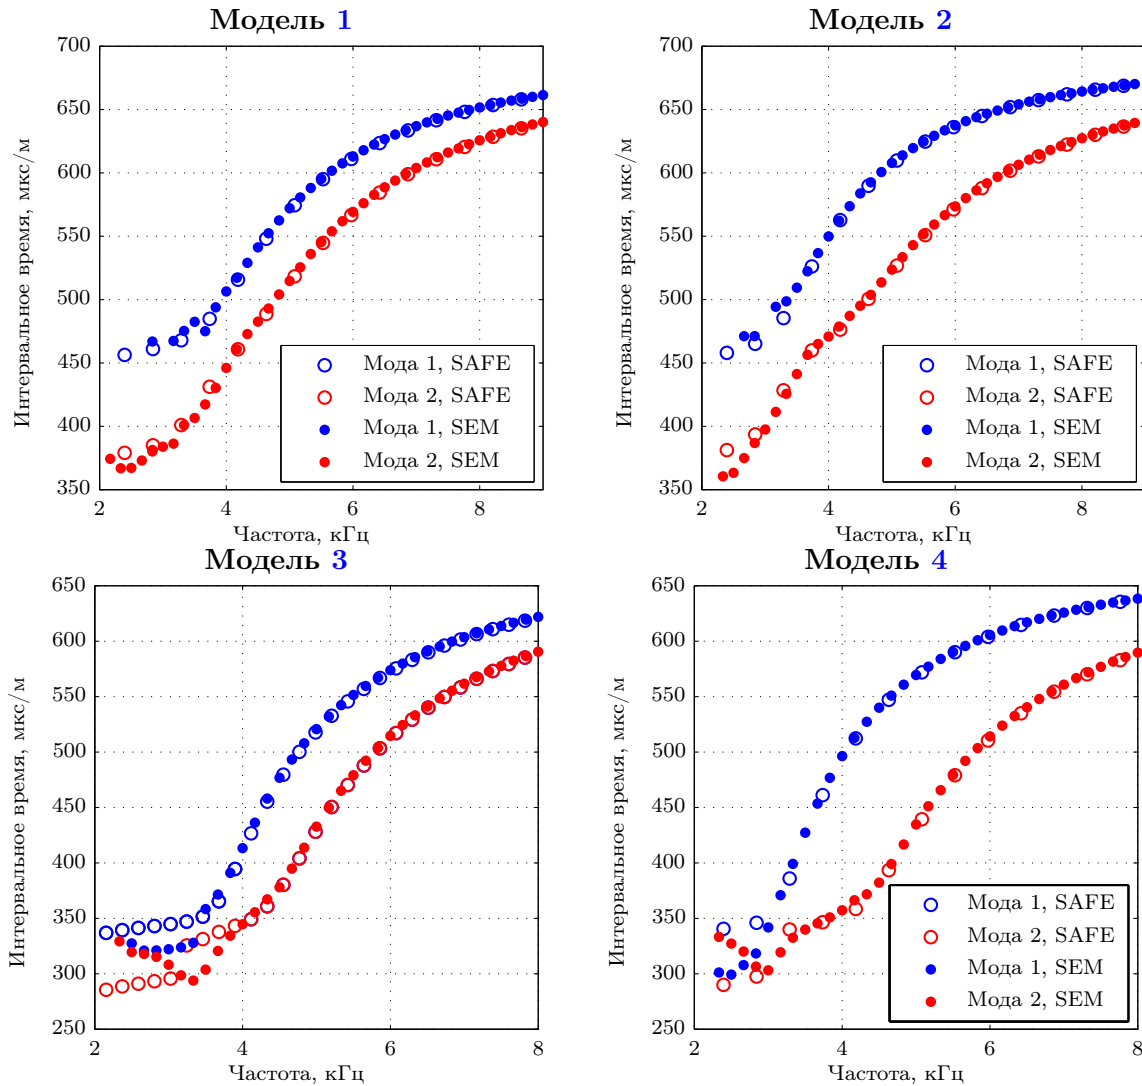 Модель 1
Интервальное время, мкс/м
700
650
600
550
500
450
400
350
2
4
6
8
Частота, кГц
Мода 1, SAFE
Мода 2, SAFE
Мода 1, SEM
Мода 2, SEM
Модель 2
Интервальное время, мкс/м
700
650
600
550
500
450
400
350
2
4
6
8
Частота, кГц
Мода 1, SAFE
Мода 2, SAFE
Мода 1, SEM
Мода 2, SEM
Модель 3
Интервальное время, мкс/м
650
600
550
500
450
400
350
300
250
2
4
6
8
Частота, кГц
Модель 4
Интервальное время, мкс/м
650
600
550
500
450
400
350
300
250
2
4
6
8
Частота, кГц
Мода 1, SAFE
Мода 2, SAFE
Мода 1, SEM
Мода 2, SEM